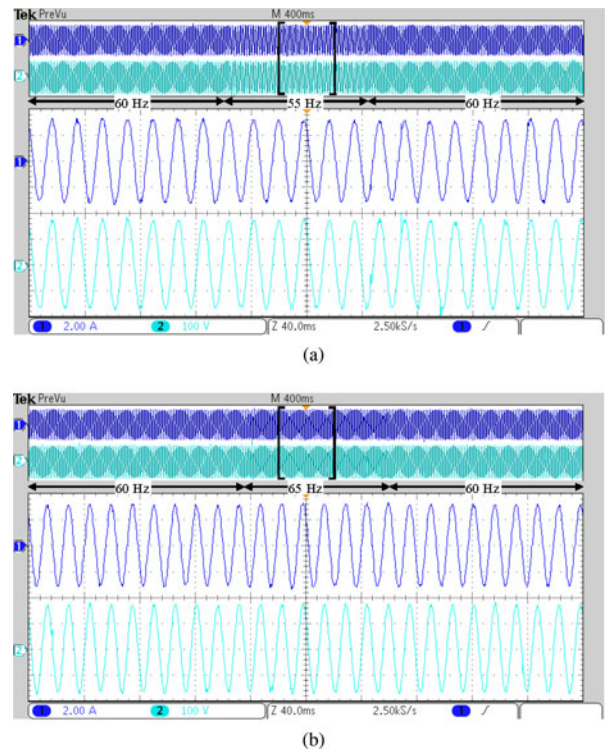 Tek PreVu M 400ms
1
2
60 Hz 55 Hz 60 Hz
1
2
1 2.00 A 2 100 V Z 40.0ms 2.50kS/s 1
(a)
Tek PreVu M 400ms
1
2
60 Hz 65 Hz 60 Hz
1
2
1 2.00 A 2 100 V Z 40.0ms 2.50kS/s 1
(b)